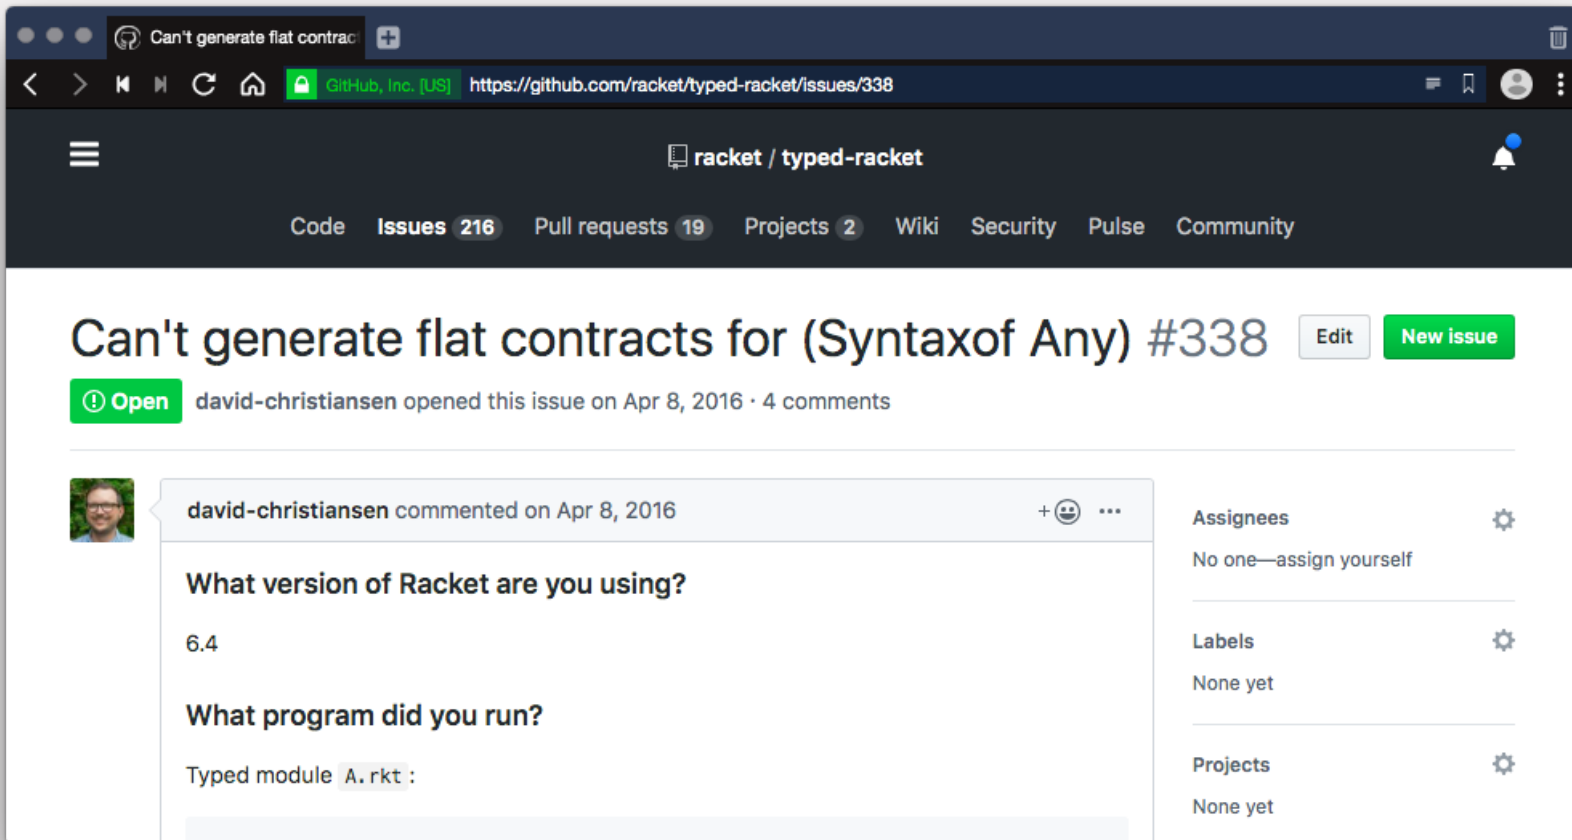 Can't generate flat contrac
GitHub, Inc. [US] https://github.com/racket/typed-racket/issues/338
racket / typed-racket
Code Issues 216 Pull requests 19 Projects 2 Wiki Security Pulse Community
Can't generate flat contracts for (Syntaxof Any) #338
Edit
New issue
Open david-christiansen opened this issue on Apr 8, 2016 · 4 comments
david-christiansen commented on Apr 8, 2016
What version of Racket are you using?
6.4
What program did you run?
Typed module A.rkt :
Assignees
No one—assign yourself
Labels
None yet
Projects
None yet